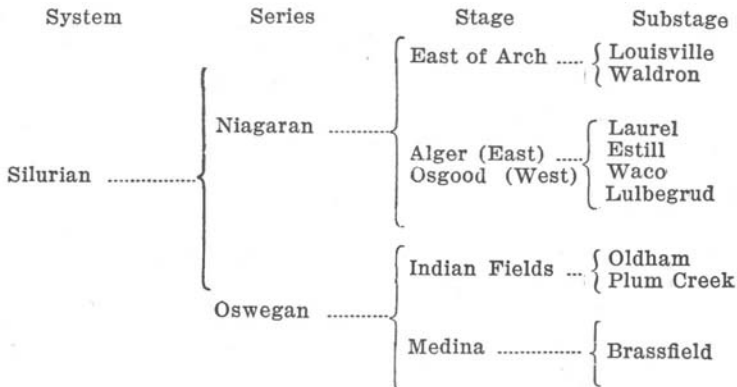 System Series Stage Substage
East of Arch ..... Louisville
Waldron
Niagaran ............
Laurel
Alger (East) ..... Estill
Osgood (West) Waco
Silurian ............... Lulbegrud
Indian Fields ... Oldham
Plum Creek
Oswegan ............
Medina ............... Brassfield